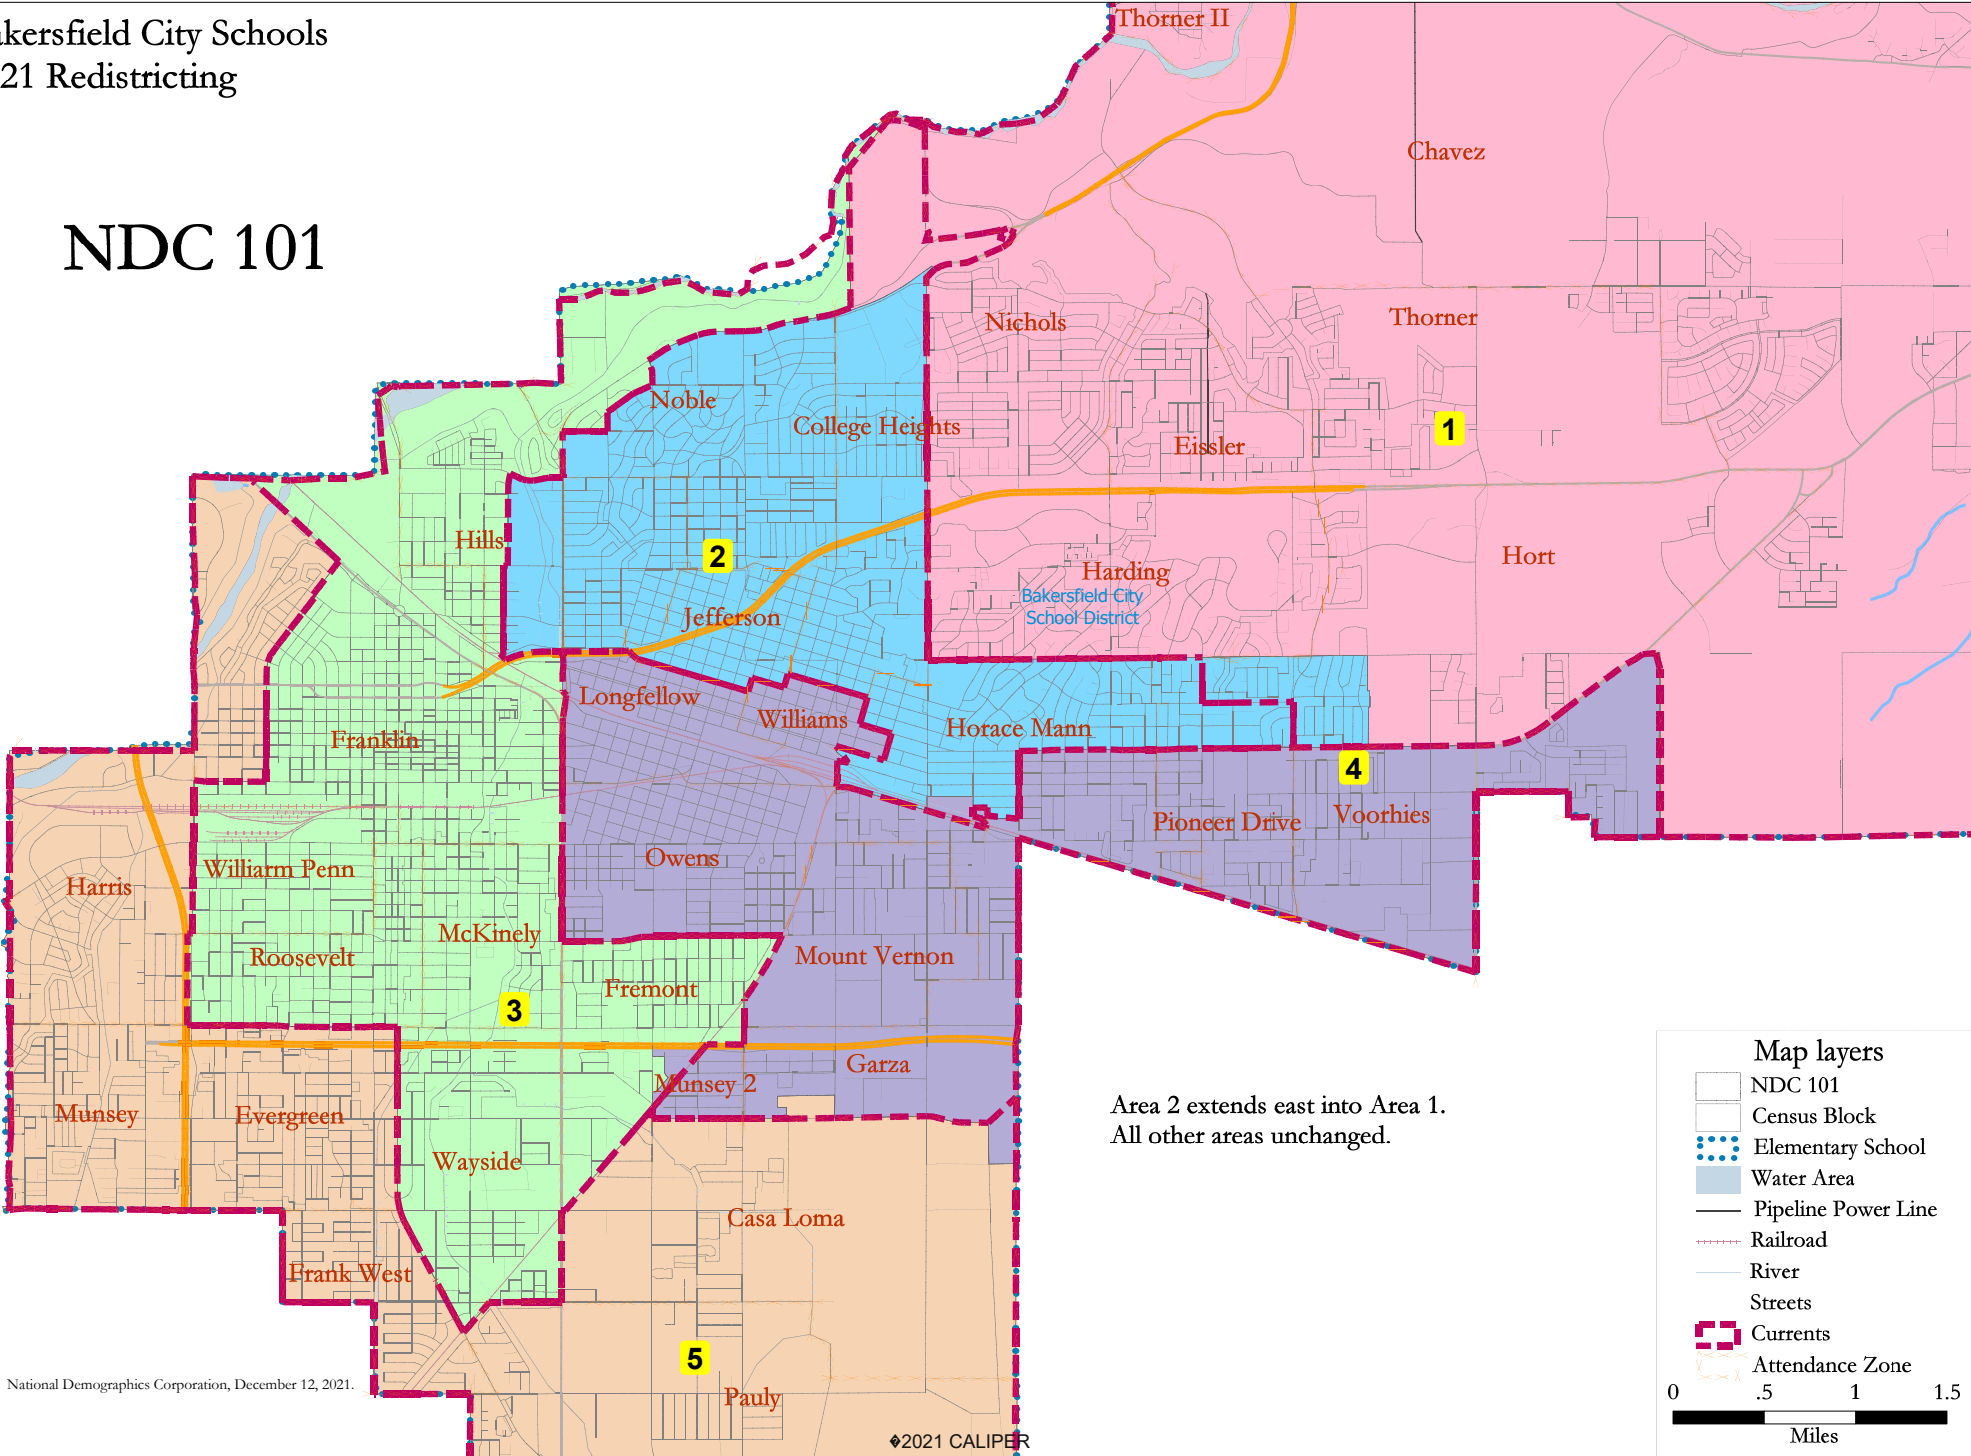 akersfield City Schools
21 Redistricting
NDC 101
Thorner II
Chavez
Nichols
Thorner
Noble
College Heights
1
Eissler
Hills
2
Hort
Harding
Bakersfield City
School District
Jefferson
Longfellow
Williams
Horace Mann
Franklin
4
Pioneer Drive
Voorhies
Owens
Williarm Penn
Harris
McKinely
Roosevelt
Mount Vernon
Fremont
3
Garza
Munsey 2
Munsey
Evergreen
Wayside
Area 2 extends east into Area 1.
All other areas unchanged.
Casa Loma
Frank West
5
Pauly
National Demographics Corporation, December 12, 2021.
�2021 CALIPER
Map layers
NDC 101
Census Block
Elementary School
Water Area
Pipeline Power Line
Railroad
River
Streets
Currents
Attendance Zone
0 .5 1 1.5
Miles